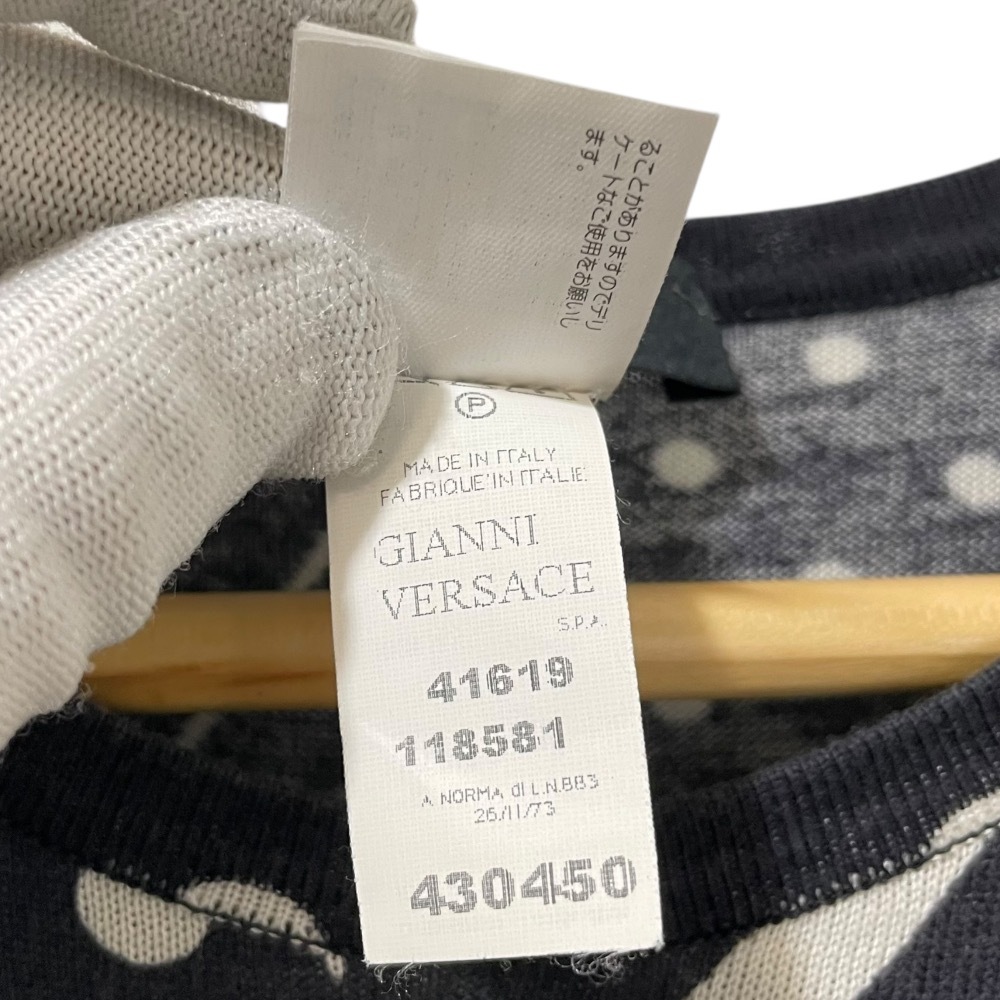 ることがありますのでデリ
ケートなご使用をお願いし
ます。
P
MADE IN ITALY
FABRIQUE'IN ITALIE
GIANNI
VERSACE
S.P.A.
41619
118581
A NORMA di L.N.883
26/11/73
430450